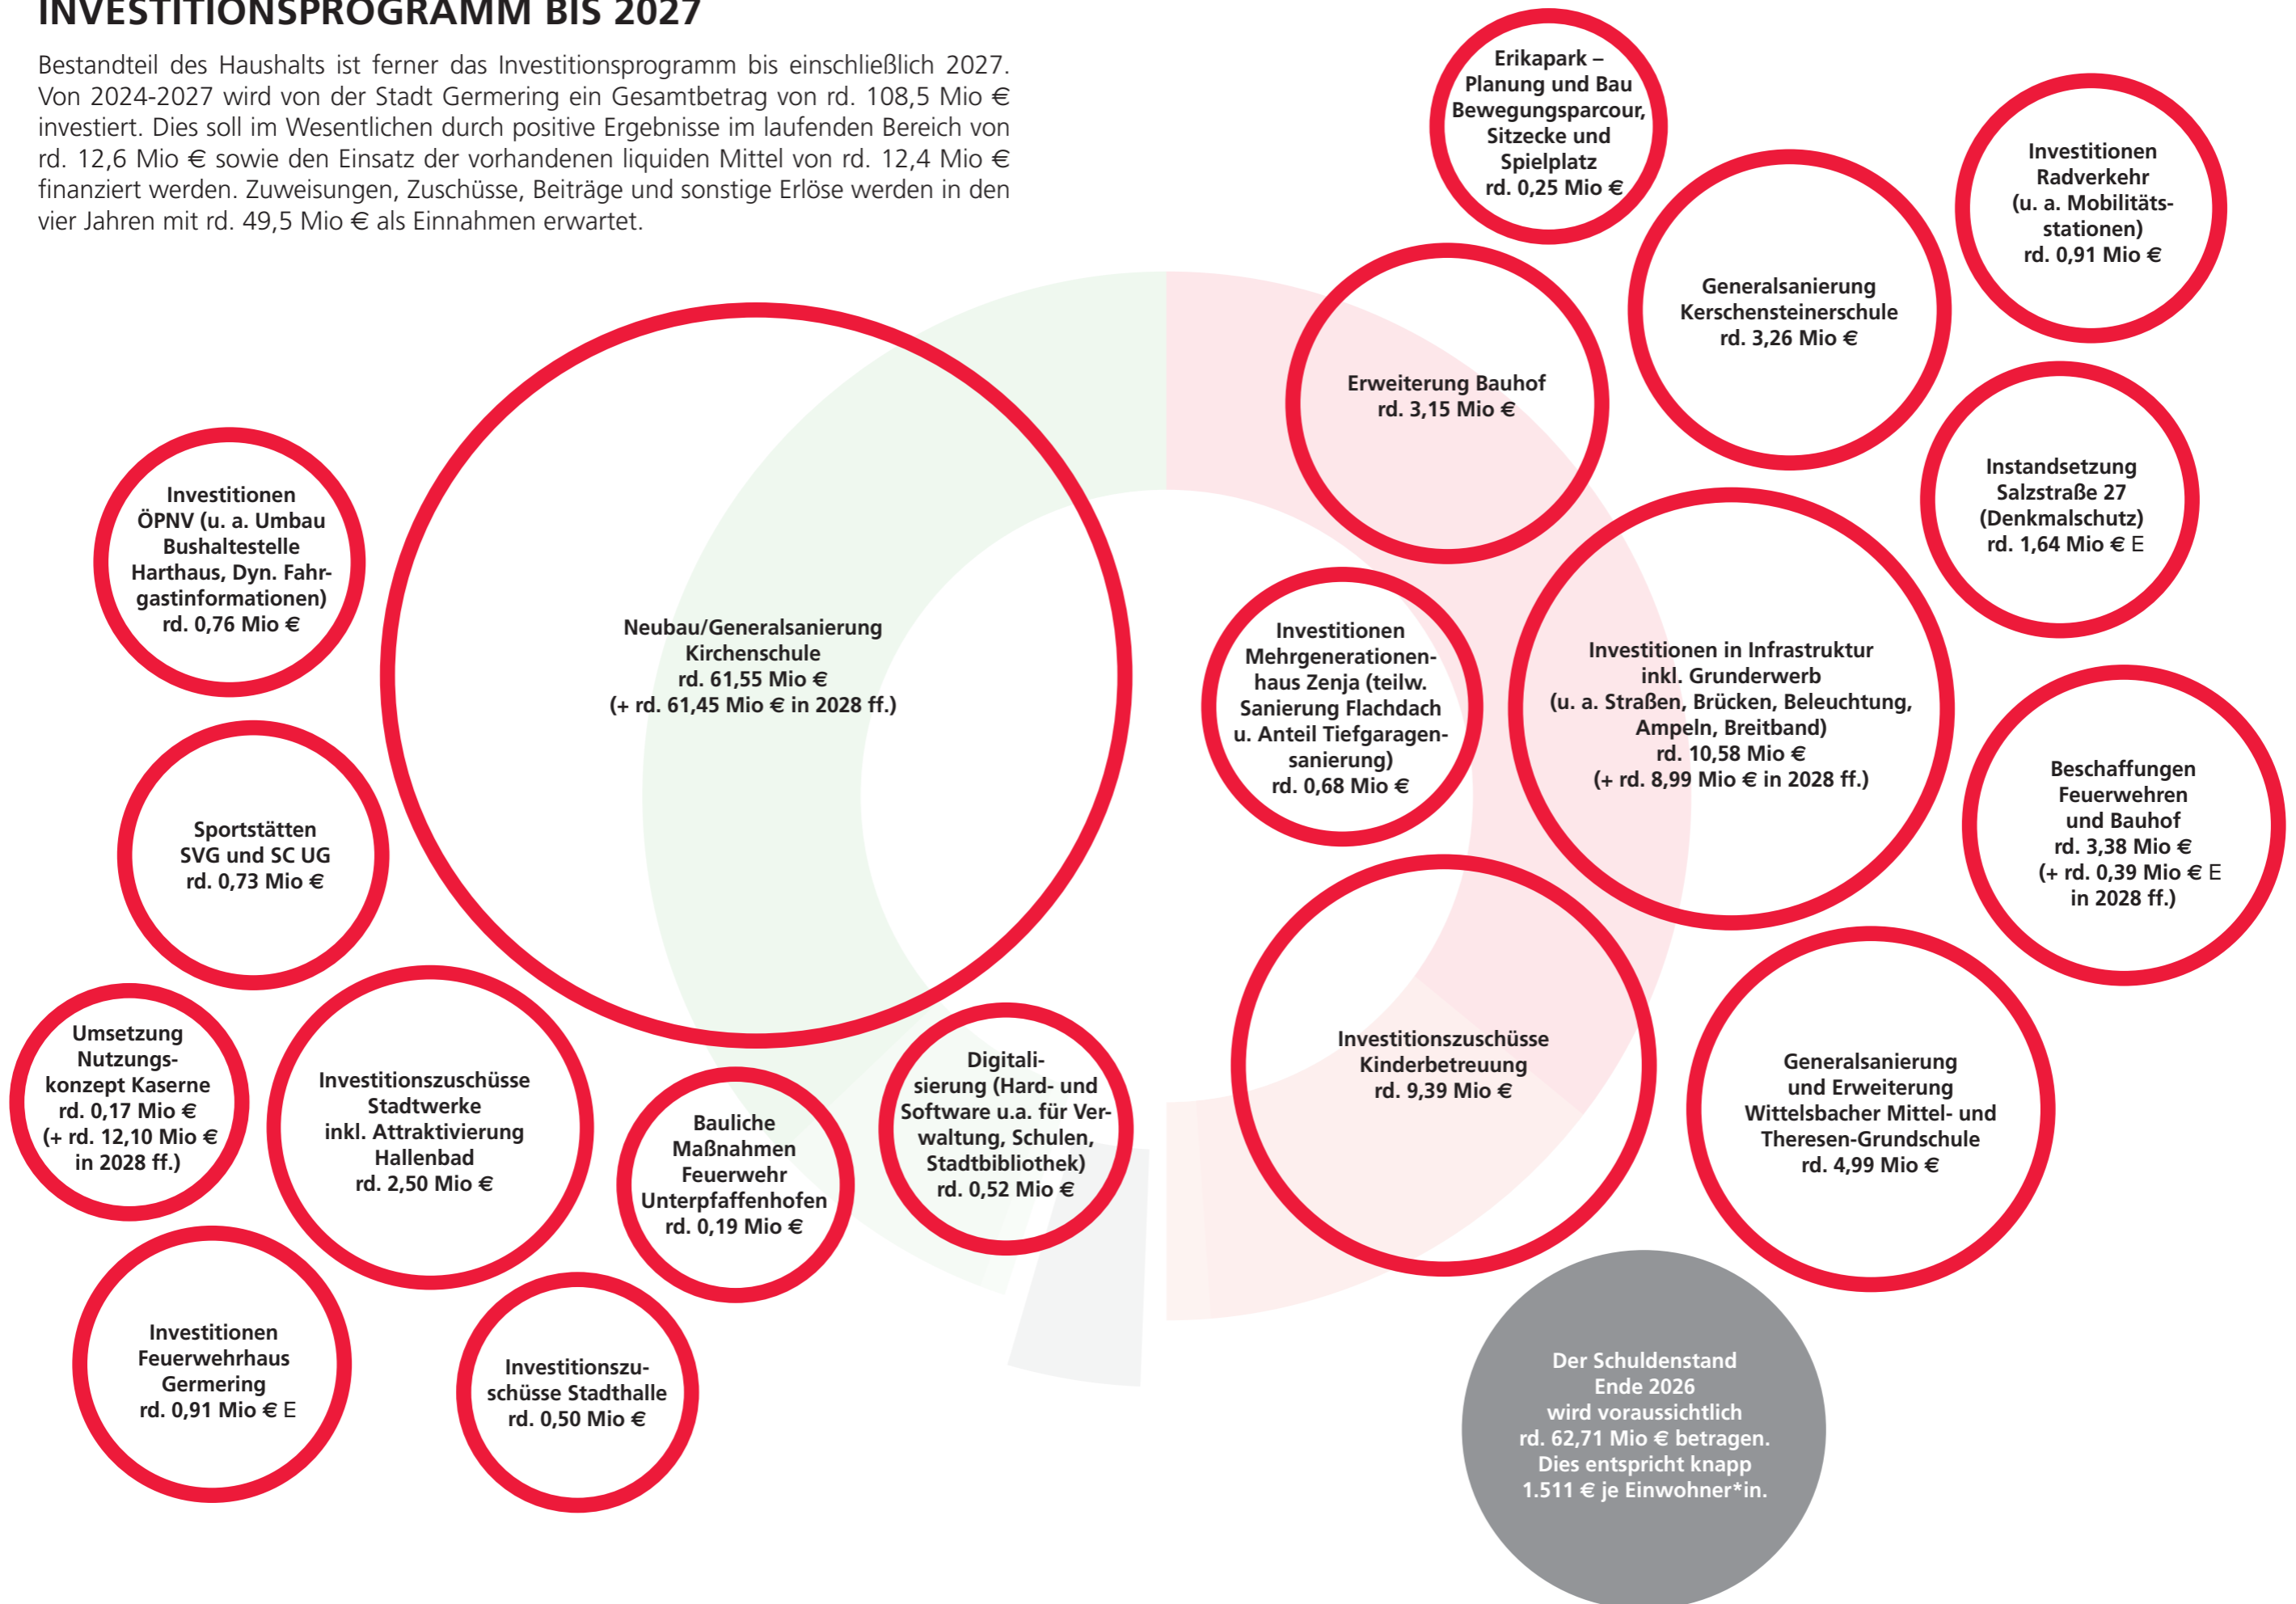 INVESTITIONSPROGRAMM BIS 2027
Bestandteil des Haushalts ist ferner das Investitionsprogramm bis einschließlich 2027.
Von 2024-2027 wird von der Stadt Germering ein Gesamtbetrag von rd. 108,5 Mio €
investiert. Dies soll im Wesentlichen durch positive Ergebnisse im laufenden Bereich von
rd. 12,6 Mio € sowie den Einsatz der vorhandenen liquiden Mittel von rd. 12,4 Mio €
finanziert werden. Zuweisungen, Zuschüsse, Beiträge und sonstige Erlöse werden in den
vier Jahren mit rd. 49,5 Mio € als Einnahmen erwartet.
Erikapark –
Planung und Bau
Bewegungsparcour,
Sitzecke und
Spielplatz
rd. 0,25 Mio €
Investitionen
Radverkehr
(u. a. Mobilitäts-
stationen)
rd. 0,91 Mio €
Generalsanierung
Kerschensteinerschule
rd. 3,26 Mio €
Erweiterung Bauhof
rd. 3,15 Mio €
Instandsetzung
Salzstraße 27
(Denkmalschutz)
rd. 1,64 Mio € E
Investitionen
ÖPNV (u. a. Umbau
Bushaltestelle
Harthaus, Dyn. Fahr-
gastinformationen)
rd. 0,76 Mio €
Neubau/Generalsanierung
Kirchenschule
rd. 61,55 Mio €
(+ rd. 61,45 Mio € in 2028 ff.)
Investitionen
Mehrgenerationen-
haus Zenja (teilw.
Sanierung Flachdach
u. Anteil Tiefgaragen-
sanierung)
rd. 0,68 Mio €
Investitionen in Infrastruktur
inkl. Grunderwerb
(u. a. Straßen, Brücken, Beleuchtung,
Ampeln, Breitband)
rd. 10,58 Mio €
(+ rd. 8,99 Mio € in 2028 ff.)
Beschaffungen
Feuerwehren
und Bauhof
rd. 3,38 Mio €
(+ rd. 0,39 Mio € E
in 2028 ff.)
Sportstätten
SVG und SC UG
rd. 0,73 Mio €
Umsetzung
Nutzungs-
konzept Kaserne
rd. 0,17 Mio €
(+ rd. 12,10 Mio €
in 2028 ff.)
Investitionszuschüsse
Stadtwerke
inkl. Attraktivierung
Hallenbad
rd. 2,50 Mio €
Bauliche
Maßnahmen
Feuerwehr
Unterpfaffenhofen
rd. 0,19 Mio €
Digitali-
sierung (Hard- und
Software u.a. für Ver-
waltung, Schulen,
Stadtbibliothek)
rd. 0,52 Mio €
Investitionszuschüsse
Kinderbetreuung
rd. 9,39 Mio €
Generalsanierung
und Erweiterung
Wittelsbacher Mittel- und
Theresen-Grundschule
rd. 4,99 Mio €
Investitionen
Feuerwehrhaus
Germering
rd. 0,91 Mio € E
Investitionszu-
schüsse Stadthalle
rd. 0,50 Mio €
Der Schuldenstand
Ende 2026
wird voraussichtlich
rd. 62,71 Mio € betragen.
Dies entspricht knapp
1.511 € je Einwohner*in.